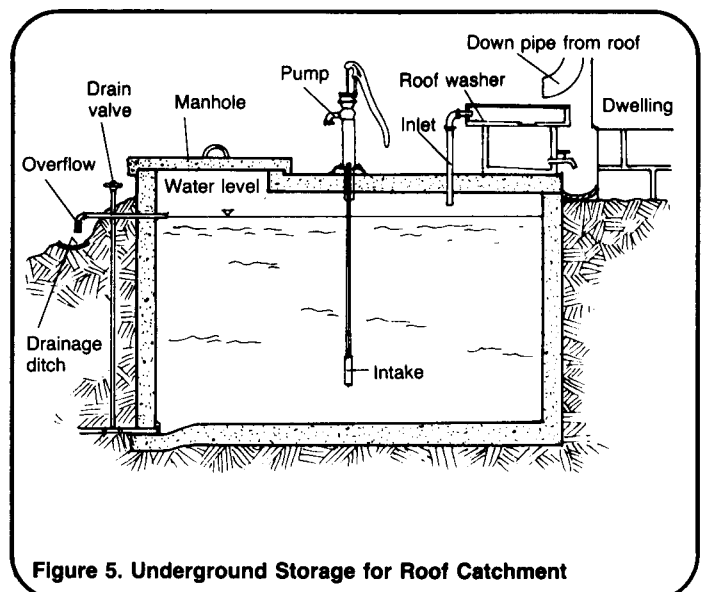 Down pipe from roof
Drain
valve
Manhole
Pump
Roof washer
Dwelling
Inlet
Overflow
Water level
Drainage
ditch
Intake
Figure 5. Underground Storage for Roof Catchment